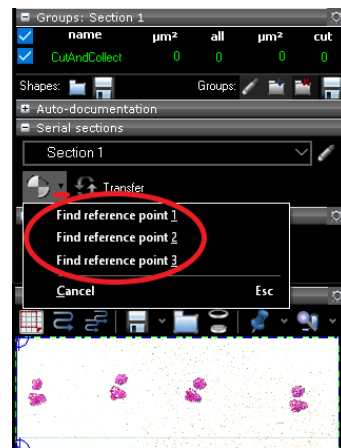 Groups: Section 1
name µm² all µm² cut
CutAndCollect 0 0 0 0
Shapes: Groups:
Auto-documentation
Serial sections
Section 1
Transfer
Find reference point 1
Find reference point 2
Find reference point 3
Cancel Esc